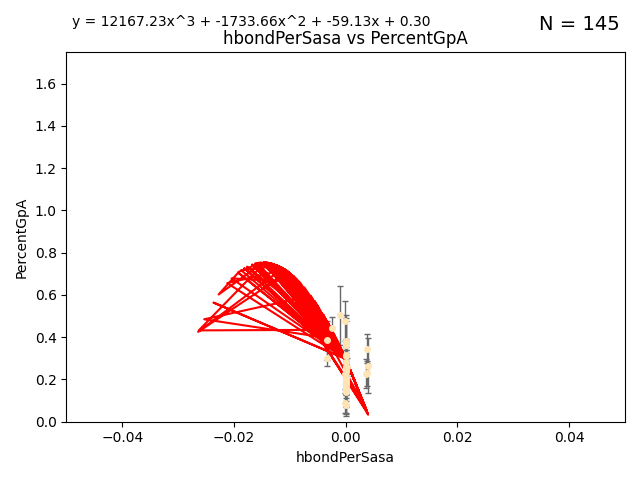 y = 12167.23x^3 + -1733.66x^2 + -59.13x + 0.30
N = 145
hbondPerSasa vs PercentGpA
1.6
1.4
1.2
1.0
0.8
0.6
0.4
0.2
0.0
PercentGpA
−0.04 −0.02 0.00 0.02 0.04
hbondPerSasa